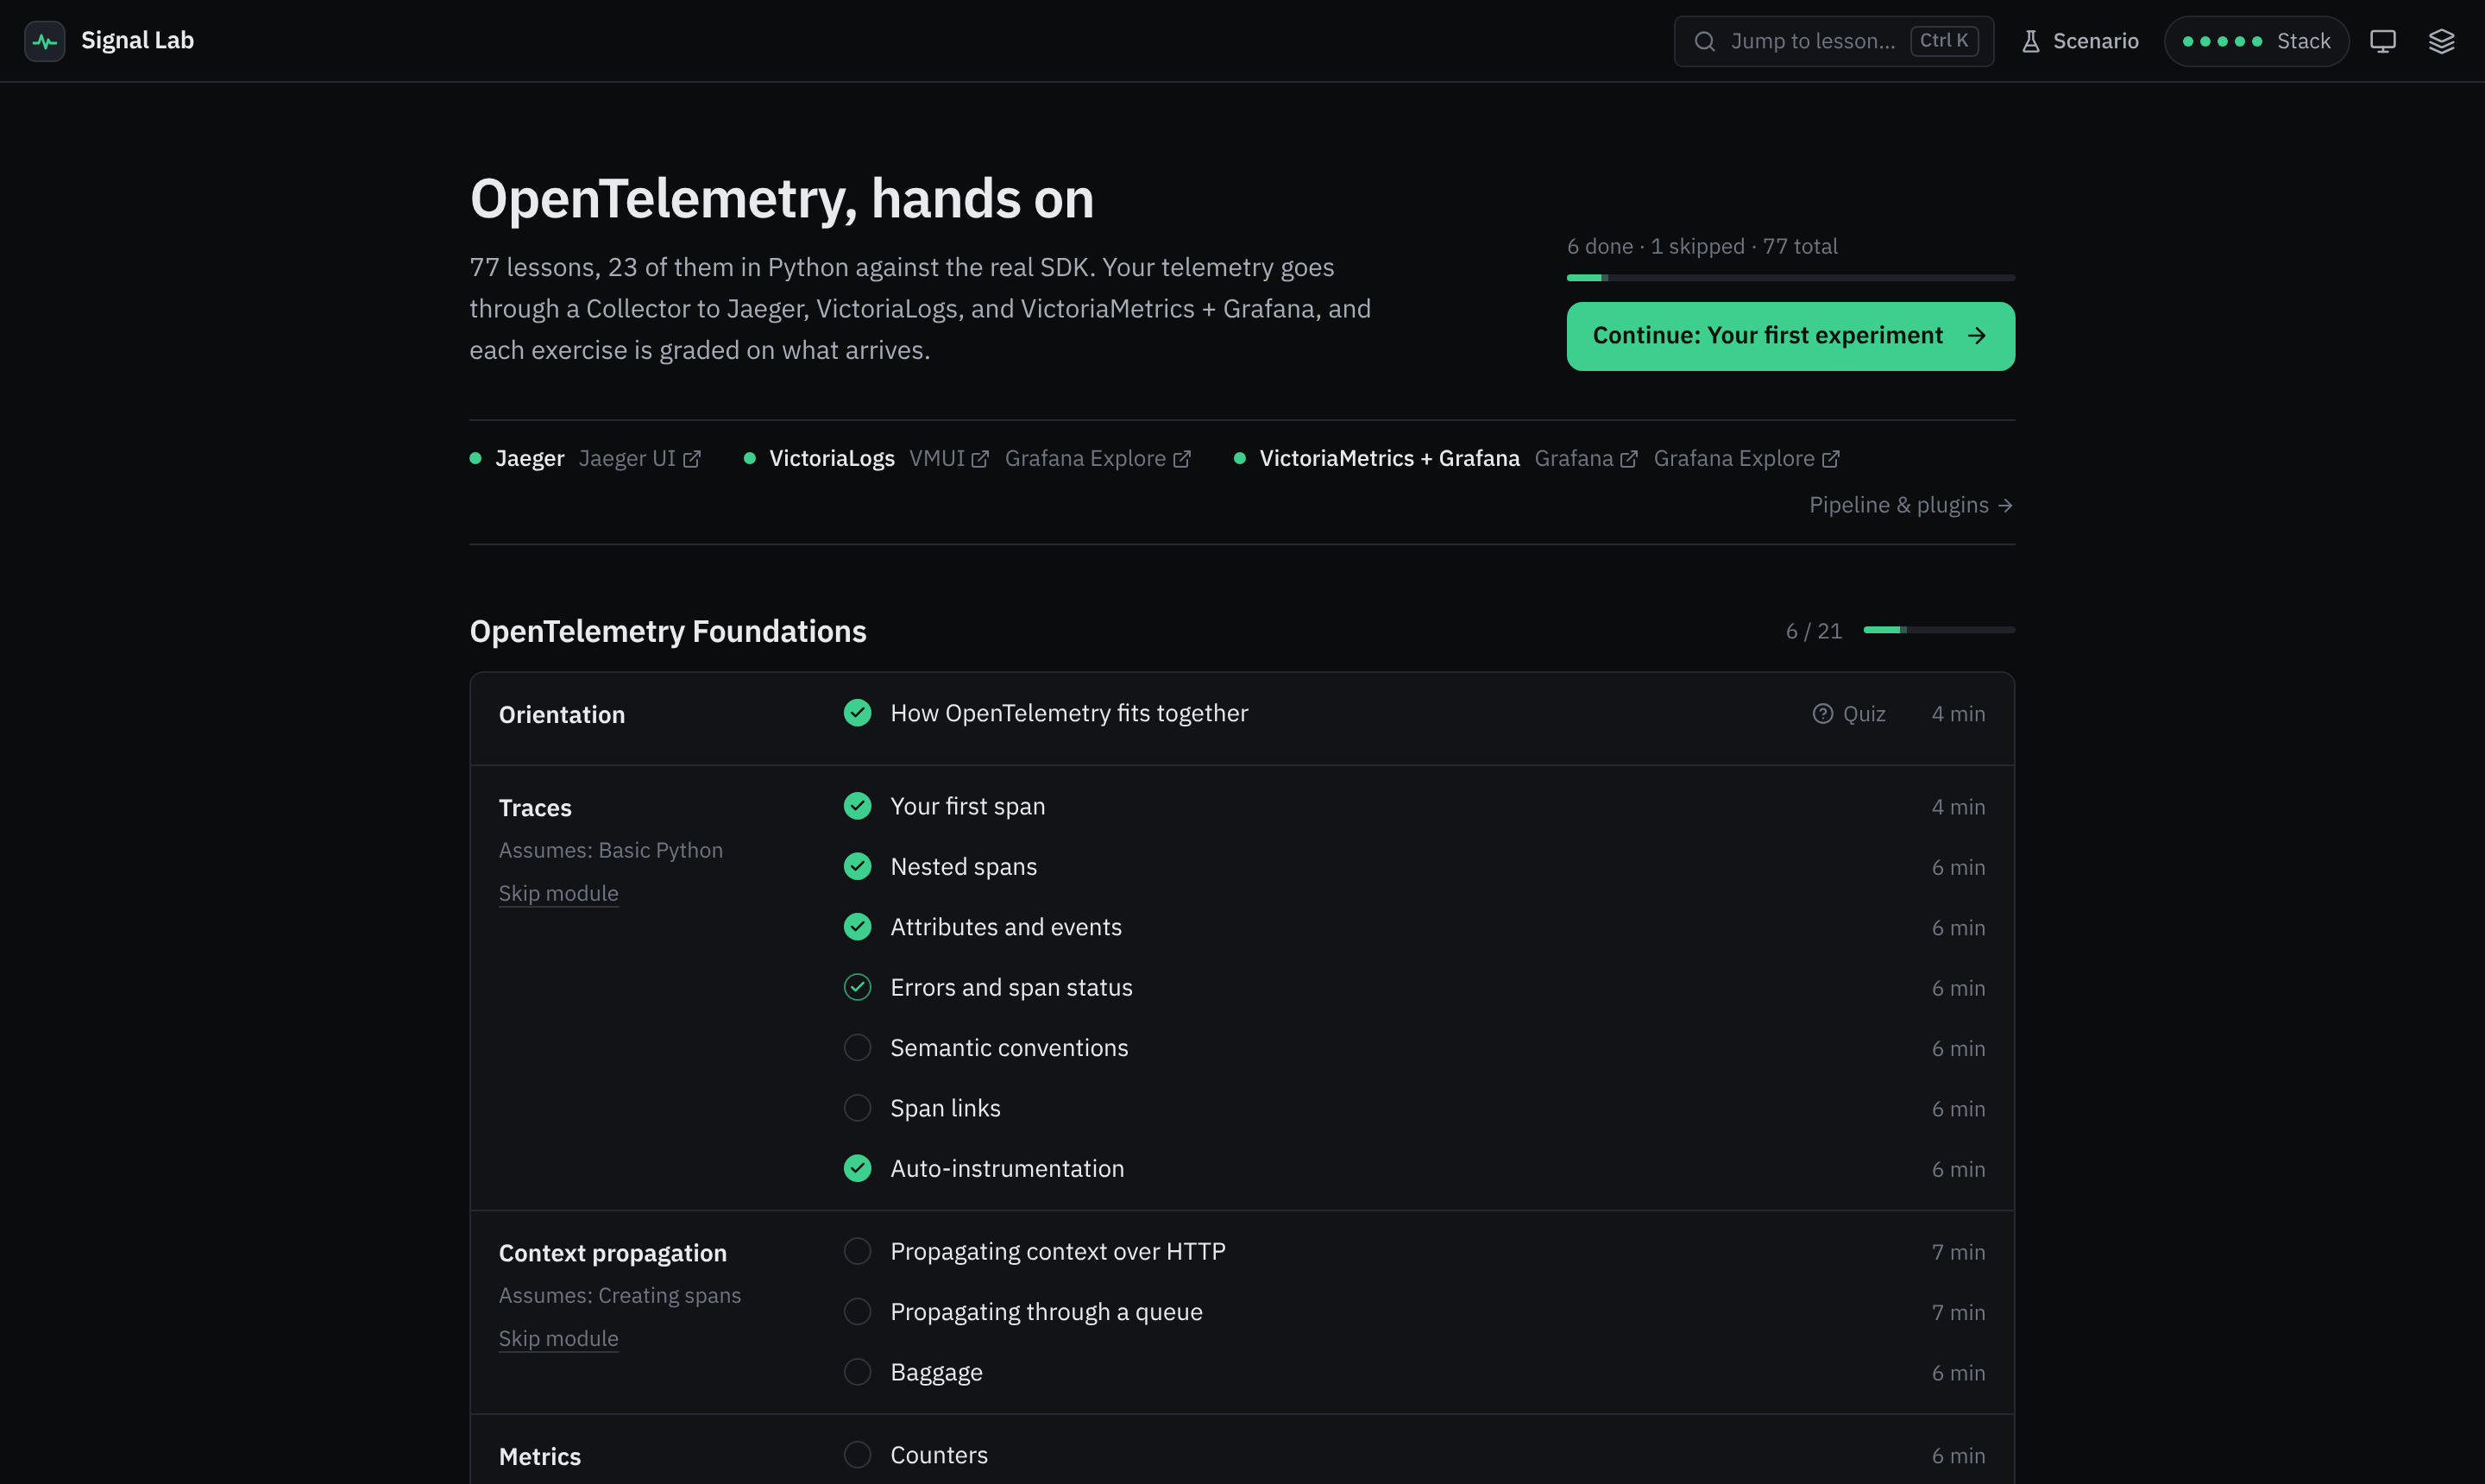 Signal Lab
Jump to lesson... Ctrl K
Scenario
Stack
OpenTelemetry, hands on
77 lessons, 23 of them in Python against the real SDK. Your telemetry goes
through a Collector to Jaeger, VictoriaLogs, and VictoriaMetrics + Grafana, and
each exercise is graded on what arrives.
6 done · 1 skipped · 77 total
Continue: Your first experiment →
Jaeger Jaeger UI VictoriaLogs VMUI Grafana Explore VictoriaMetrics + Grafana Grafana Grafana Explore
Pipeline & plugins →
OpenTelemetry Foundations 6 / 21
Orientation
How OpenTelemetry fits together Quiz 4 min
Traces
Assumes: Basic Python
Skip module
Your first span 4 min
Nested spans 6 min
Attributes and events 6 min
Errors and span status 6 min
Semantic conventions 6 min
Span links 6 min
Auto-instrumentation 6 min
Context propagation
Assumes: Creating spans
Skip module
Propagating context over HTTP 7 min
Propagating through a queue 7 min
Baggage 6 min
Metrics
Counters 6 min